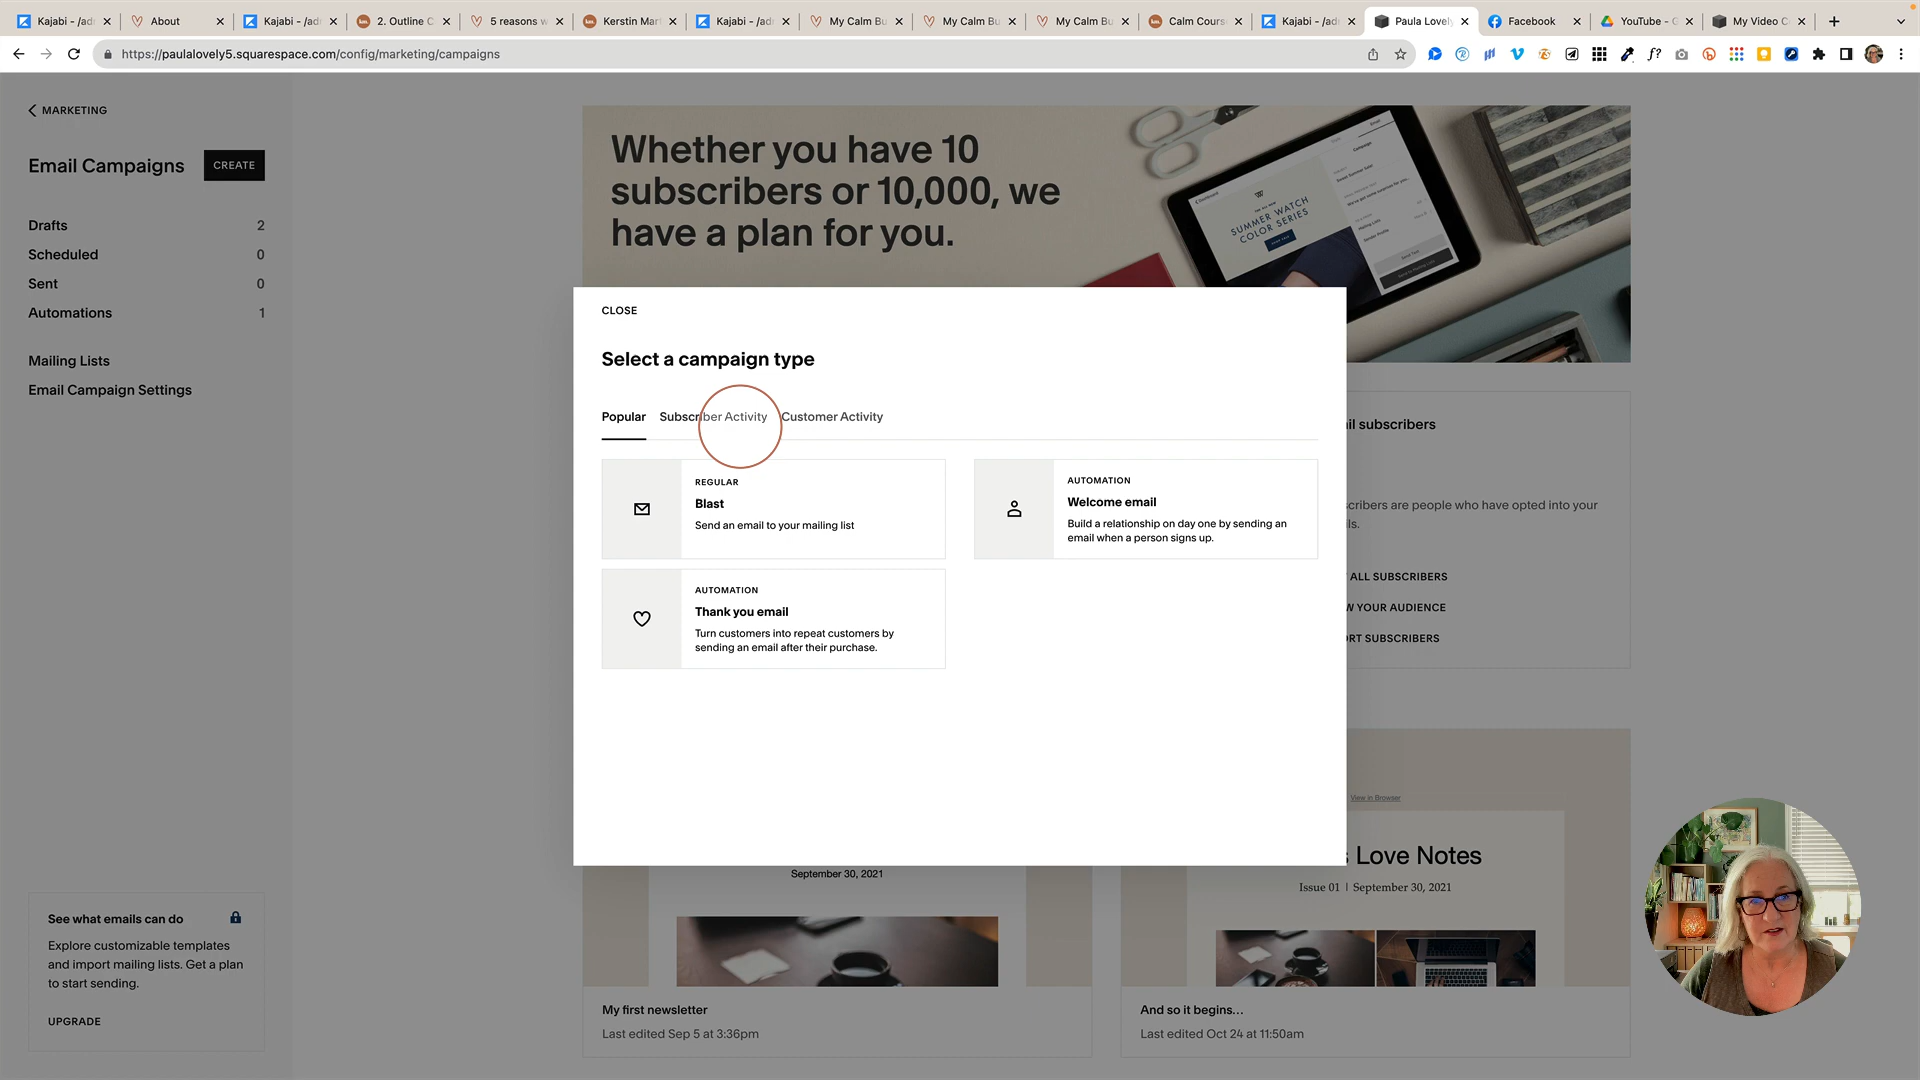 Kajabi - /ad
About
Kajabi - /ad
2. Outline C
5 reasons w
Kerstin Mar
Kajabi - /ad
My Calm Bu
My Calm Bu
My Calm Bu
Calm Cours
Kajabi - /ad
Paula Lovely
Facebook
YouTube - G
My Video C
https://paulalovely5.squarespace.com/config/marketing/campaigns
MARKETING
Email Campaigns
CREATE
Drafts 2
Scheduled 0
Sent 0
Automations 1
Mailing Lists
Email Campaign Settings
See what emails can do
Explore customizable templates
and import mailing lists. Get a plan
to start sending.
UPGRADE
Whether you have 10
subscribers or 10,000, we
have a plan for you.
SUMMER WATCH
COLOR SERIES
CLOSE
Select a campaign type
Popular
Subscriber Activity
Customer Activity
REGULAR
Blast
Send an email to your mailing list
AUTOMATION
Welcome email
Build a relationship on day one by sending an
email when a person signs up.
AUTOMATION
Thank you email
Turn customers into repeat customers by
sending an email after their purchase.
il subscribers
scribers are people who have opted into your
ls.
ALL SUBSCRIBERS
W YOUR AUDIENCE
ORT SUBSCRIBERS
View in Browser
s Love Notes
Issue 01 | September 30, 2021
September 30, 2021
My first newsletter
Last edited Sep 5 at 3:36pm
And so it begins...
Last edited Oct 24 at 11:50am